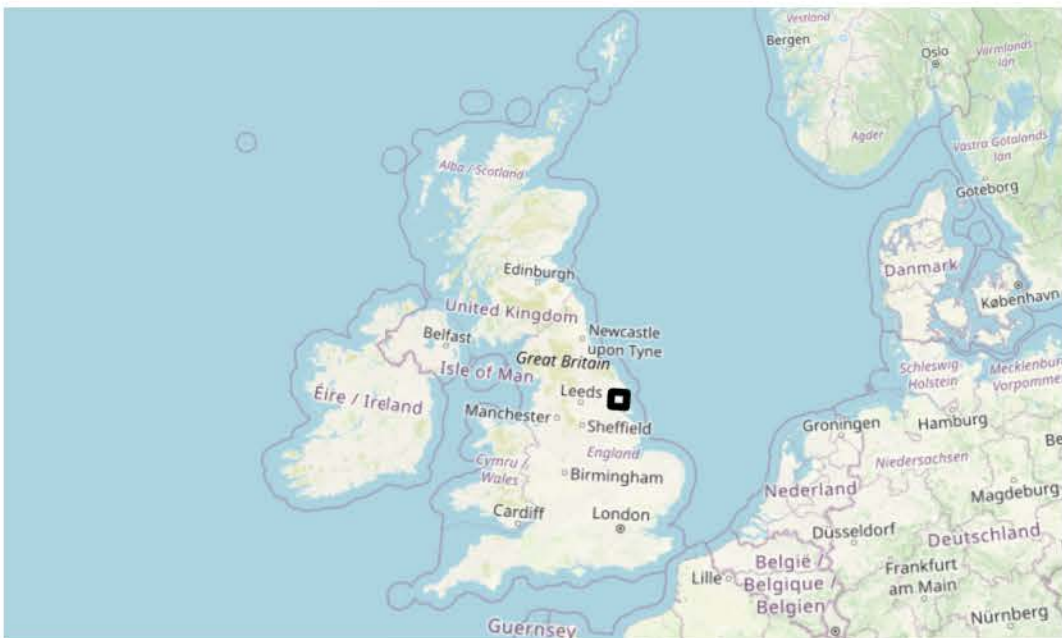 Vestland
Bergen
Oslo
Värmlands
län
Agder
Västra Götalands
län
Göteborg
Alba / Scotland
Edinburgh
Danmark
København
United Kingdom
Newcastle
upon Tyne
Belfast
Great Britain
Isle of Man
Schleswig-
Holstein
Mecklenburg-
Vorpomme
Éire / Ireland
Leeds
Manchester
Sheffield
Groningen
Hamburg
England
Niedersachsen
Be
Cymru /
Wales
Birmingham
Nederland
Magdeburg
Cardiff
London
Düsseldorf
Deutschland
België /
Belgique /
Belgien
Lille
Frankfurt
am Main
Nürnberg
Guernsey